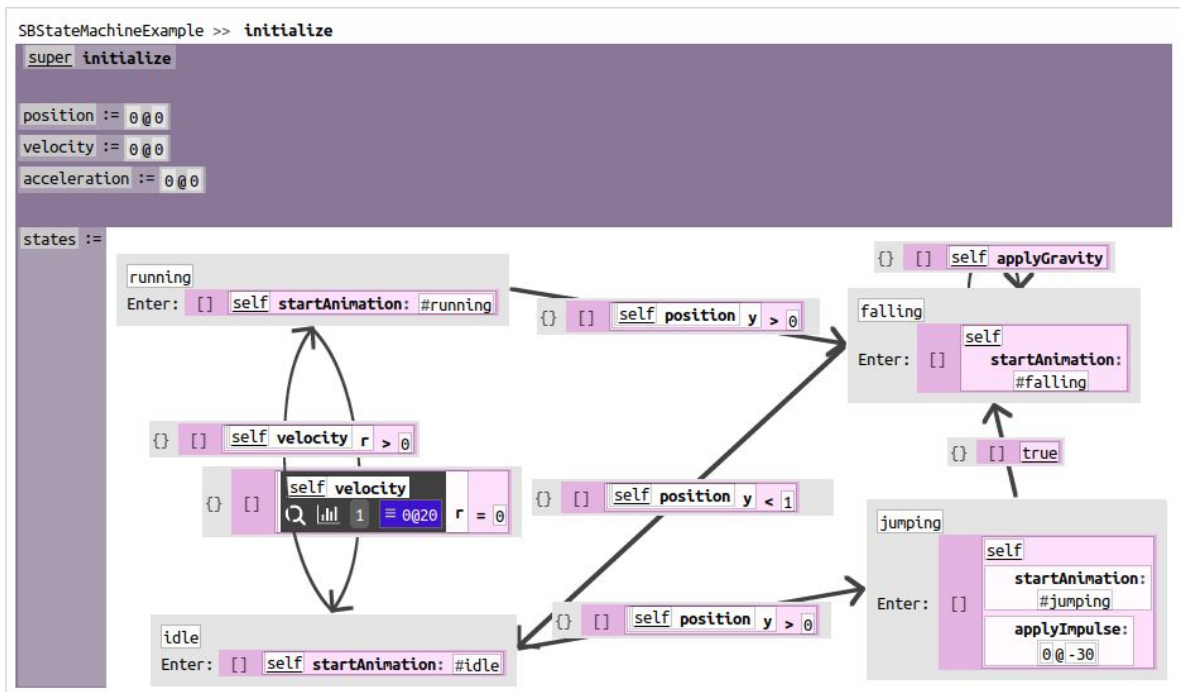 SBStateMachineExample >> initialize
super initialize
position := 0@0
velocity := 0@0
acceleration := 0@0
states :=
{} [] self applyGravity
running
Enter: [] self startAnimation: #running
{} [] self position y > 0
falling
Enter: [] self
startAnimation:
#falling
{} [] self velocity r > 0
{} [] true
{} [] self velocity
1 ≡ 0@20 r = 0
{} [] self position y < 1
jumping
Enter: [] self
startAnimation:
#jumping
applyImpulse:
0@-30
{} [] self position y > 0
idle
Enter: [] self startAnimation: #idle